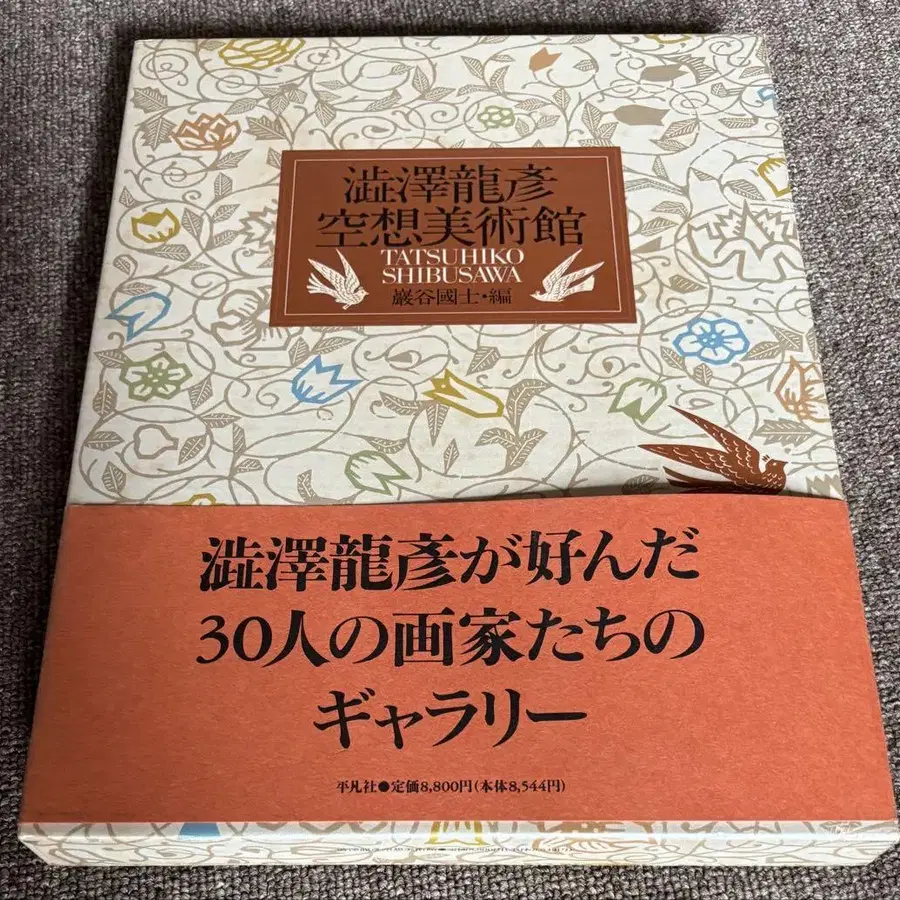 澁澤龍彥
空想美術館
TATSUHIKO
SHIBUSAWA
巖谷國士・編
澁澤龍彥が好んだ
30人の画家たちの
ギャラリー
平凡社●定価8,800円(本体8,544円)